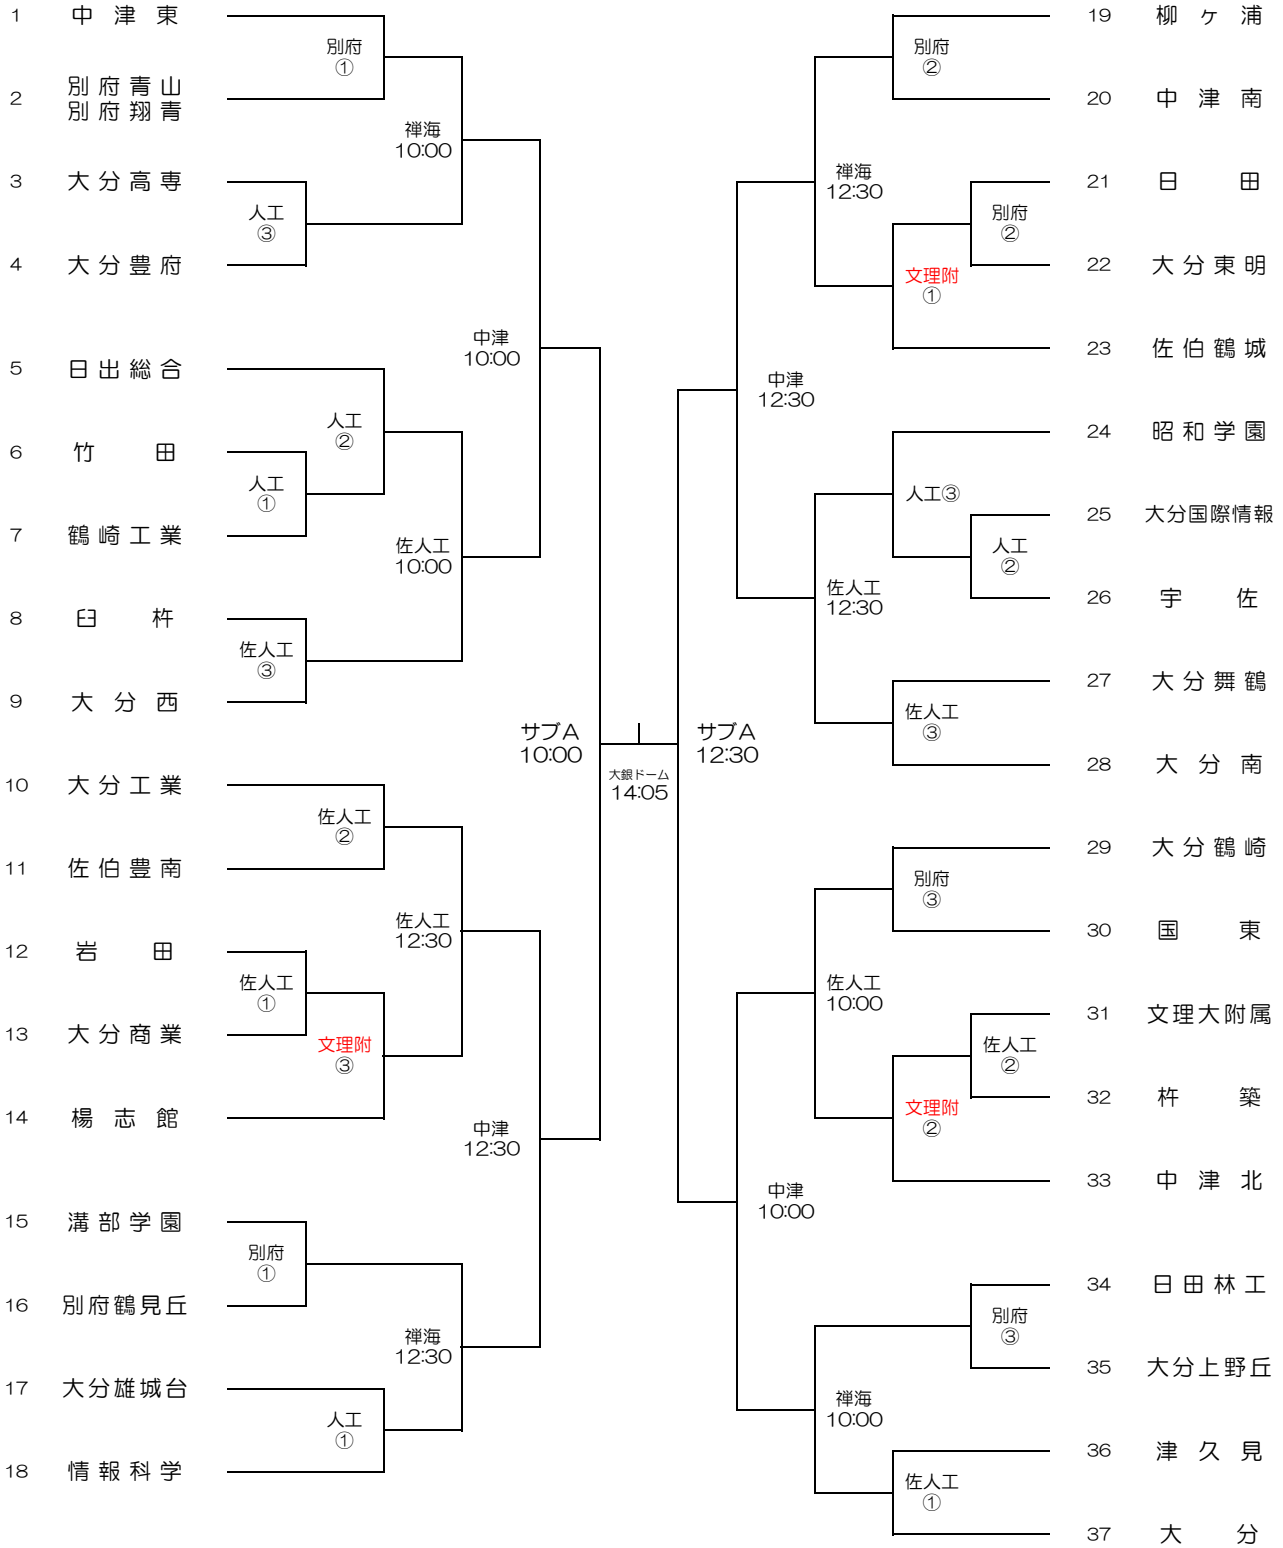 1 中津東
別府①
2 別府青山
別府翔青
禅海
10:00
3 大分高専
人工
③
4 大分豊府
中津
10:00
5 日出総合
人工
②
6 竹田
人工
①
7 鶴崎工業
佐人工
10:00
8 臼杵
佐人工
③
9 大分西
サブA
10:00
10 大分工業
佐人工
②
11 佐伯豊南
佐人工
12:30
12 岩田
佐人工
①
13 大分商業
文理附
③
14 楊志館
中津
12:30
15 溝部学園
別府
①
16 別府鶴見丘
禅海
12:30
17 大分雄城台
人工
①
18 情報科学
大銀ドーム
14:05
19 柳ヶ浦
別府
②
20 中津南
禅海
12:30
21 日田
別府
②
22 大分東明
文理附
①
23 佐伯鶴城
中津
12:30
24 昭和学園
人工③
25 大分国際情報
人工
②
26 宇佐
佐人工
12:30
27 大分舞鶴
佐人工
③
28 大分南
サブA
12:30
29 大分鶴崎
別府
③
30 国東
佐人工
10:00
31 文理大附属
佐人工
②
32 杵築
文理附
②
33 中津北
中津
10:00
34 日田林工
別府
③
35 大分上野丘
禅海
10:00
36 津久見
佐人工
①
37 大分